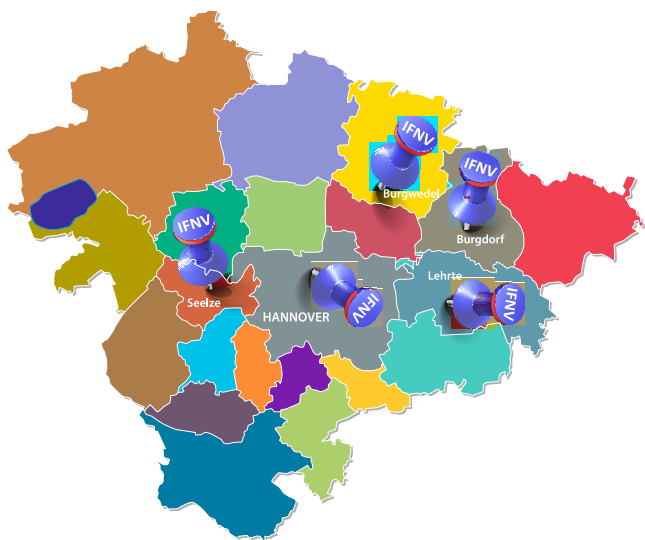 IFNV
Burgwedel
IFNV
Burgdorf
IFNV
Seelze
IFNV
HANNOVER
Lehrte
IFNV